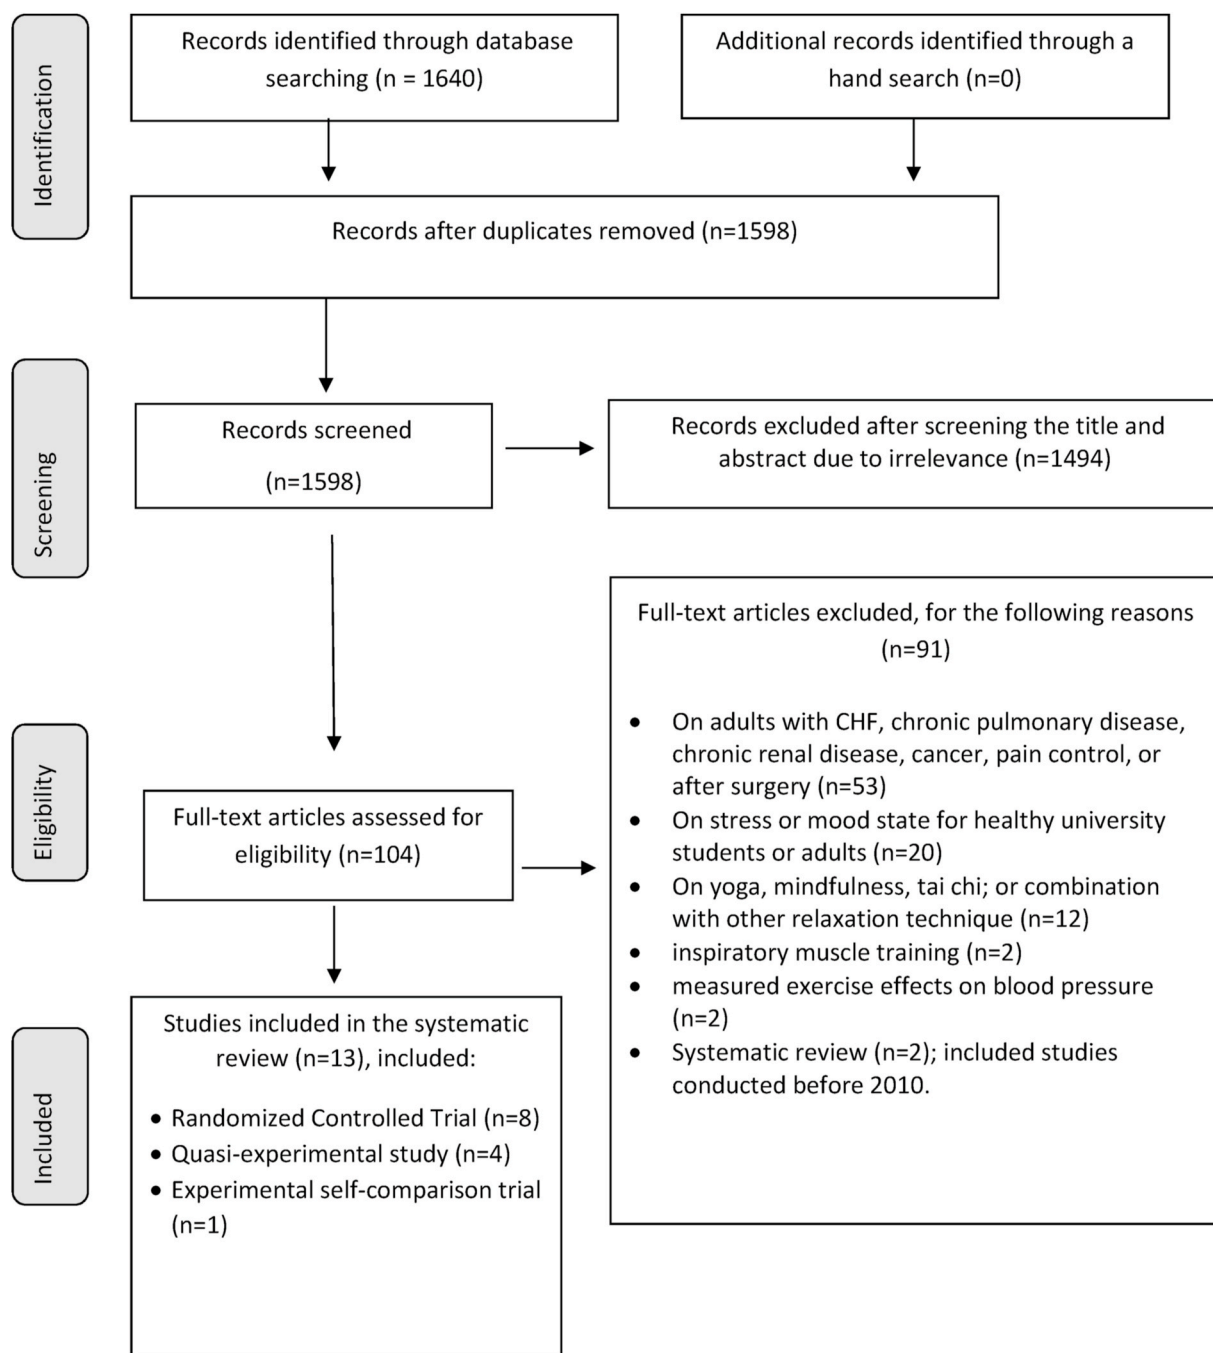 Identification
Records identified through database
searching (n = 1640)
Additional records identified through a
hand search (n=0)
Records after duplicates removed (n=1598)
Screening
Records screened
(n=1598)
Records excluded after screening the title and
abstract due to irrelevance (n=1494)
Eligibility
Full-text articles assessed for
eligibility (n=104)
Full-text articles excluded, for the following reasons
(n=91)
• On adults with CHF, chronic pulmonary disease,
chronic renal disease, cancer, pain control, or
after surgery (n=53)
• On stress or mood state for healthy university
students or adults (n=20)
• On yoga, mindfulness, tai chi; or combination
with other relaxation technique (n=12)
• inspiratory muscle training (n=2)
• measured exercise effects on blood pressure
(n=2)
• Systematic review (n=2); included studies
conducted before 2010.
Included
Studies included in the systematic
review (n=13), included:
• Randomized Controlled Trial (n=8)
• Quasi-experimental study (n=4)
• Experimental self-comparison trial
(n=1)